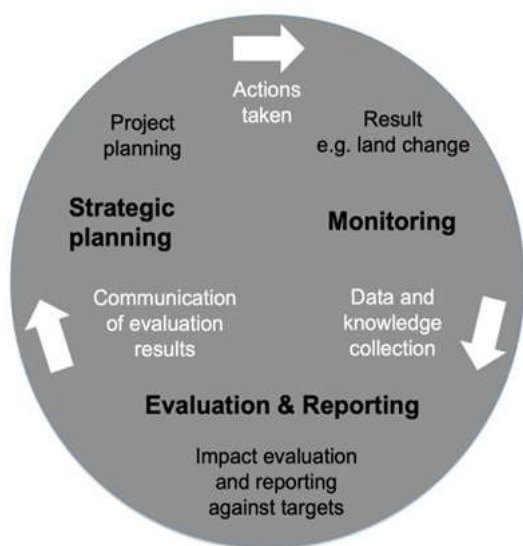 Actions
taken
Project
planning
Result
e.g. land change
Strategic
planning
Monitoring
Communication
of evaluation
results
Data and
knowledge
collection
Evaluation & Reporting
Impact evaluation
and reporting
against targets